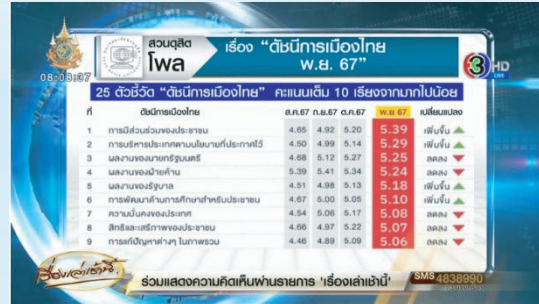 สวนดุสิต
โพล
เรื่อง “ดัชนีการเมืองไทย
พ.ย. 67”
3 HD
LIVE
08:08:37
25 ตัวชี้วัด “ดัชนีการเมืองไทย” คะแนนเต็ม 10 เรียงจากมากไปน้อย
ที่ ดัชนีการเมืองไทย ส.ค.67 ก.ย.67 ต.ค.67 พ.ย 67 เปลี่ยนแปลง
1 การมีส่วนร่วมของประชาชน 4.65 4.92 5.20 5.39 เพิ่มขึ้น
2 การบริหารประเทศตามนโยบายที่ประกาศไว้ 4.50 4.99 5.14 5.29 เพิ่มขึ้น
3 ผลงานของนายกรัฐมนตรี 4.68 5.12 5.27 5.25 ลดลง
4 ผลงานของฝ่ายค้าน 5.39 5.41 5.34 5.24 ลดลง
5 ผลงานของรัฐบาล 4.51 4.98 5.13 5.18 เพิ่มขึ้น
6 การพัฒนาด้านการศึกษาสำหรับประชาชน 4.67 5.00 5.05 5.10 เพิ่มขึ้น
7 ความมั่นคงของประเทศ 4.54 5.06 5.17 5.08 ลดลง
8 สิทธิและเสรีภาพของประชาชน 4.66 4.97 5.22 5.07 ลดลง
9 การแก้ปัญหาต่างๆ ในภาพรวม 4.46 4.89 5.09 5.06 ลดลง
เรื่องเล่าเช้านี้
ร่วมแสดงความคิดเห็นผ่านรายการ 'เรื่องเล่าเช้านี้' SMS 4838990